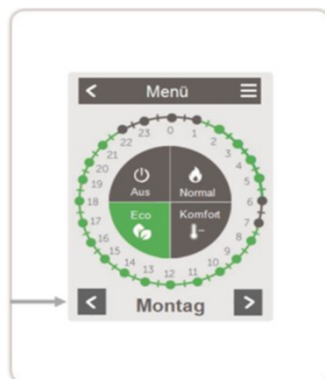 < Menü
23 0 1
22 2
21 3
20 4
19 5
18 6
17 7
16 8
15 9
14 10
13 12 11
Aus Normal
Eco Komfort
< Montag >